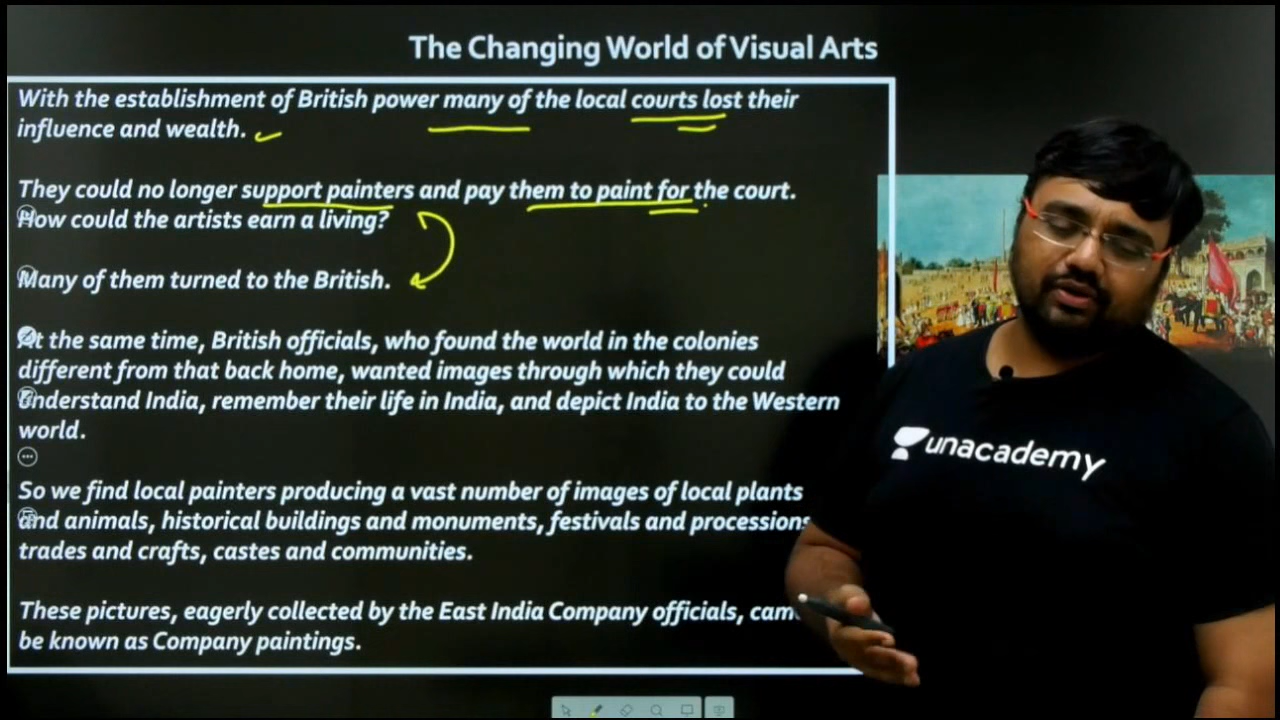 The Changing World of Visual Arts
With the establishment of British power many of the local courts lost their
influence and wealth.
They could no longer support painters and pay them to paint for the court.
How could the artists earn a living?
Many of them turned to the British.
At the same time, British officials, who found the world in the colonies
different from that back home, wanted images through which they could
understand India, remember their life in India, and depict India to the Western
world.
So we find local painters producing a vast number of images of local plants
and animals, historical buildings and monuments, festivals and processions
trades and crafts, castes and communities.
These pictures, eagerly collected by the East India Company officials,
be known as Company paintings.
unacademy